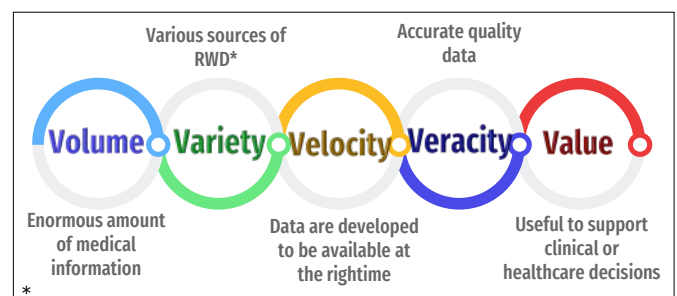 Various sources of
RWD*
Accurate quality
data
Volume
Variety
Velocity
Veracity
Value
Enormous amount
of medical
information
Data are developed
to be available at
the rightime
Useful to support
clinical or
healthcare decisions
*